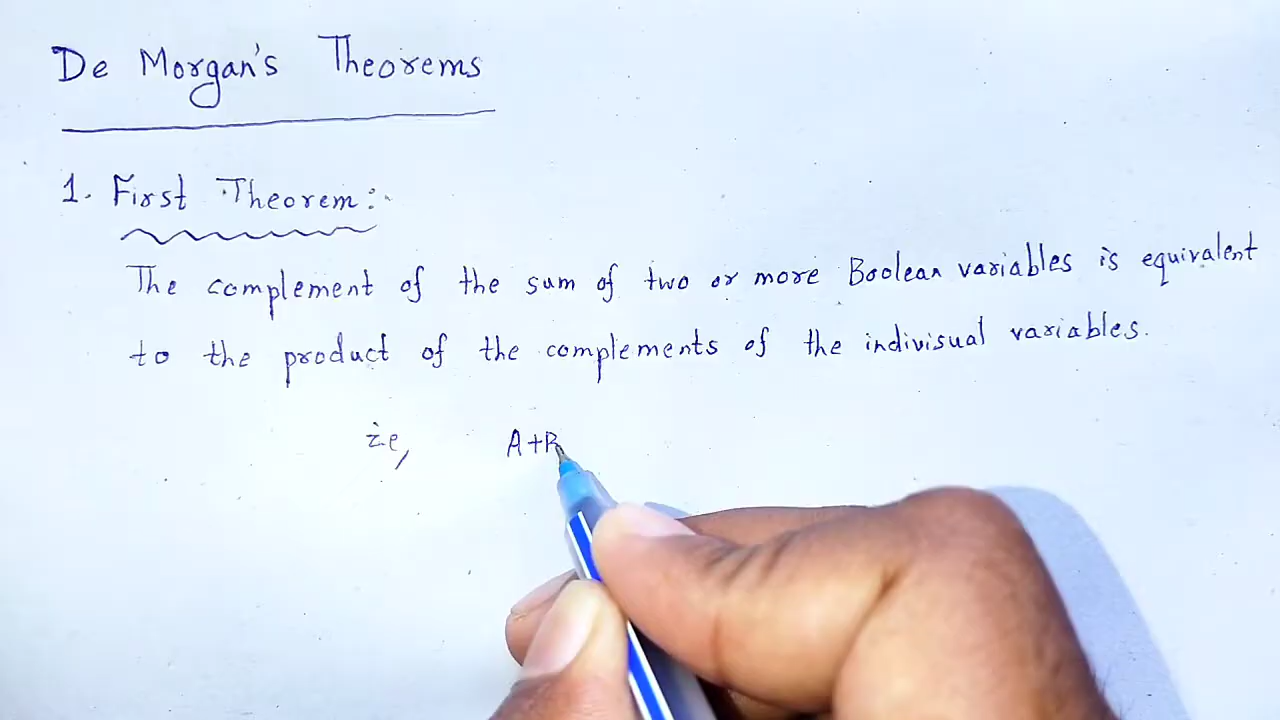 De Morgan's Theorems
1. First Theorem:-
The complement of the sum of two or more Boolean variables is equivalent
to the product of the complements of the indivisual variables.
i.e, A+B